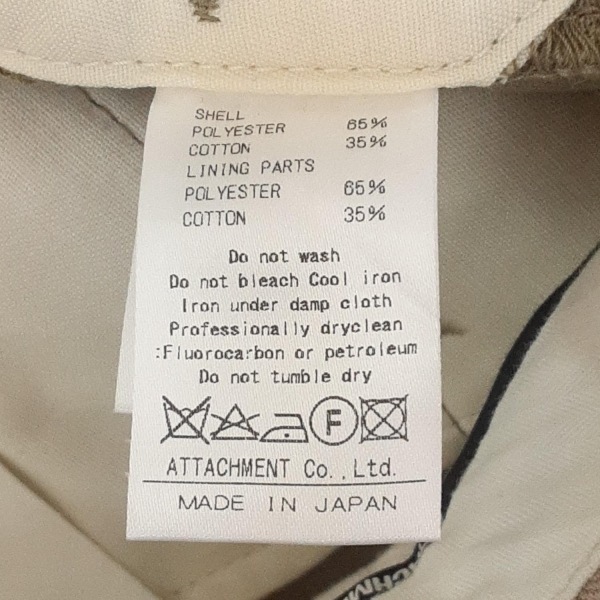 SHELL
POLYESTER 65%
COTTON 35%
LINING PARTS
POLYESTER 65%
COTTON 35%
Do not wash
Do not bleach Cool iron
Iron under damp cloth
Professionally dryclean
:Fluorocarbon or petroleum
Do not tumble dry
F
ATTACHMENT Co.,Ltd.
MADE IN JAPAN